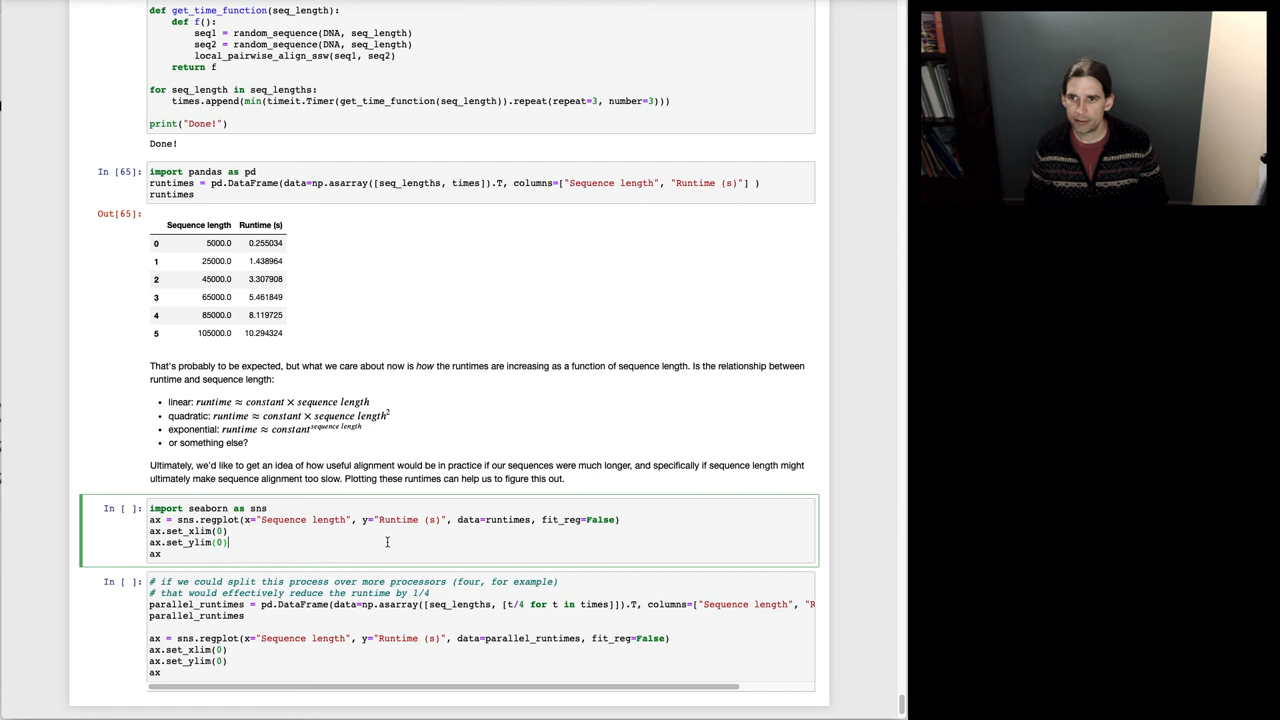 def get_time_function(seq_length):
    def f():
        seq1 = random_sequence(DNA, seq_length)
        seq2 = random_sequence(DNA, seq_length)
        local_pairwise_align_ssw(seq1, seq2)
    return f
for seq_length in seq_lengths:
    times.append(min(timeit.Timer(get_time_function(seq_length)).repeat(repeat=3, number=3)))
print("Done!")
Done!
In [65]: import pandas as pd
runtimes = pd.DataFrame(data=np.asarray([seq_lengths, times]).T, columns=["Sequence length", "Runtime (s)"] )
runtimes
Out[65]:
Sequence length Runtime (s)
0 5000.0 0.255034
1 25000.0 1.438964
2 45000.0 3.307908
3 65000.0 5.461849
4 85000.0 8.119725
5 105000.0 10.294324
That's probably to be expected, but what we care about now is how the runtimes are increasing as a function of sequence length. Is the relationship between
runtime and sequence length:
• linear: runtime ≈ constant × sequence length
• quadratic: runtime ≈ constant × sequence length²
• exponential: runtime ≈ constant^sequence length
• or something else?
Ultimately, we'd like to get an idea of how useful alignment would be in practice if our sequences were much longer, and specifically if sequence length might
ultimately make sequence alignment too slow. Plotting these runtimes can help us to figure this out.
In [ ]: import seaborn as sns
ax = sns.regplot(x="Sequence length", y="Runtime (s)", data=runtimes, fit_reg=False)
ax.set_xlim(0)
ax.set_ylim(0)
ax
In [ ]: # if we could split this process over more processors (four, for example)
# that would effectively reduce the runtime by 1/4
parallel_runtimes = pd.DataFrame(data=np.asarray([seq_lengths, [t/4 for t in times]]).T, columns=["Sequence length", "R
parallel_runtimes
ax = sns.regplot(x="Sequence length", y="Runtime (s)", data=parallel_runtimes, fit_reg=False)
ax.set_xlim(0)
ax.set_ylim(0)
ax